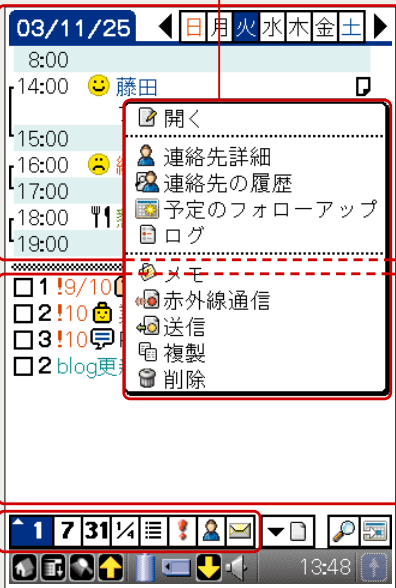 03/11/25 日 月 火 水 木 金 土
8:00
14:00 藤田
15:00
16:00
17:00
18:00
19:00
開く
連絡先詳細
連絡先の履歴
予定のフォローアップ
ログ
メモ
赤外線通信
送信
複製
削除
1 !9/10
2 !10
3 !10
2 blog更
1 7 31 1/4
13:48